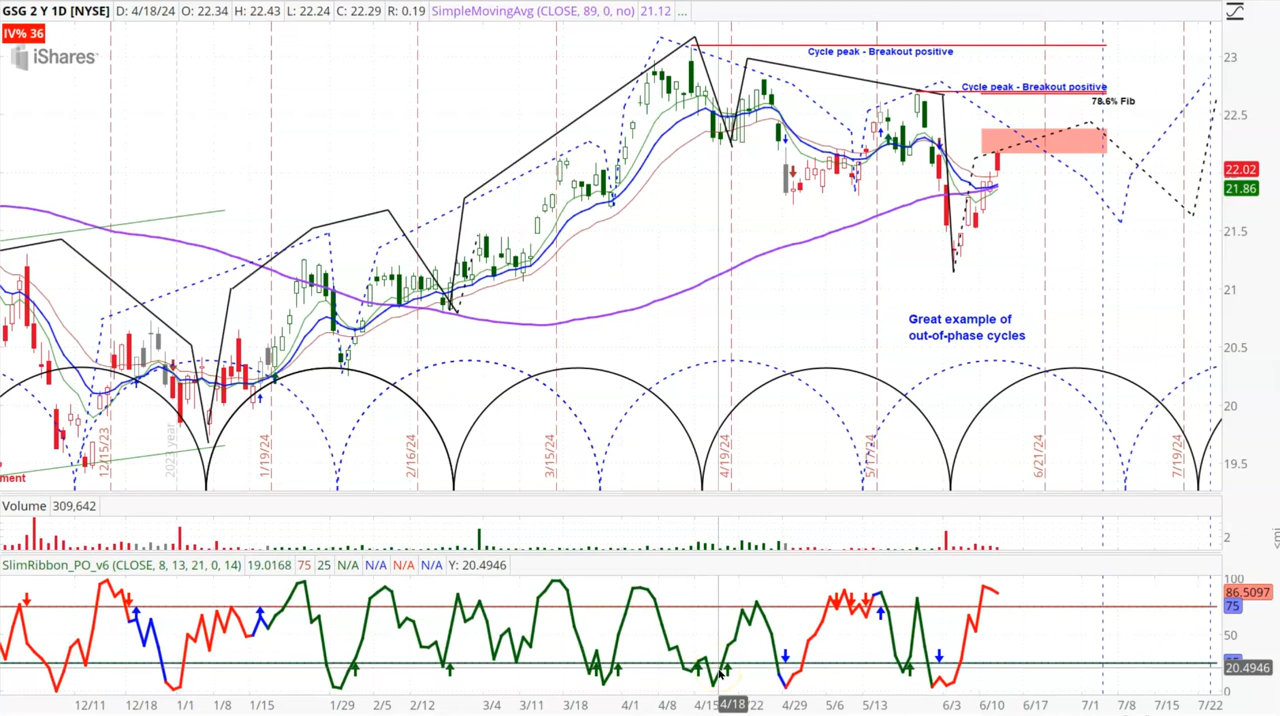 GSG 2 Y 1D [NYSE] D: 4/18/24 O: 22.34 H: 22.43 L: 22.24 C: 22.29 R: 0.19 SimpleMovingAvg (CLOSE, 89, 0, no) 21.12 ...
IV% 36
iShares
Cycle peak - Breakout positive
Cycle peak - Breakout positive
78.6% Fib
23
22.5
22.02
21.86
21.5
21
20.5
20
19.5
Great example of
out-of-phase cycles
12/15/23
2023 year
1/19/24
2/16/24
3/15/24
4/19/24
5/17/24
6/21/24
7/19/24
ment
Volume 309,642
2
<mi
SlimRibbon_PO_v6 (CLOSE, 8, 13, 21, 0, 14) 19.0168 75 25 N/A N/A N/A N/A Y: 20.4946
100
86.5097
75
50
20.4946
0
12/11 12/18 1/1 1/8 1/15 1/29 2/5 2/12 3/4 3/11 3/18 4/1 4/8 4/15 4/18 22 4/29 5/6 5/13 6/3 6/10 6/17 7/1 7/8 7/15 7/22